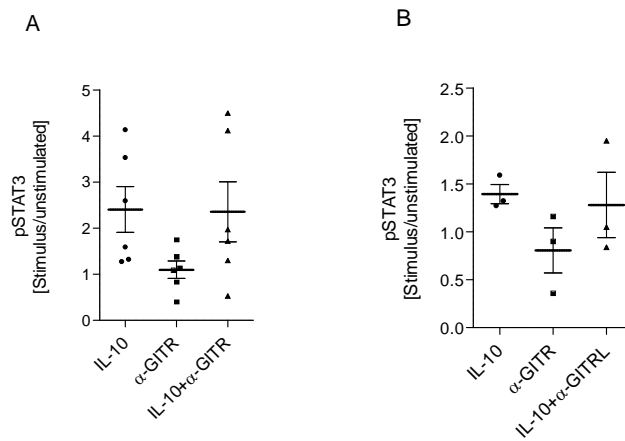 A
pSTAT3
[Stimulus/unstimulated]
5
4
3
2
1
0
IL-10
α-GITR
IL-10+α-GITR
B
pSTAT3
[Stimulus/unstimulated]
2.5
2.0
1.5
1.0
0.5
0.0
IL-10
α-GITR
IL-10+α-GITRL